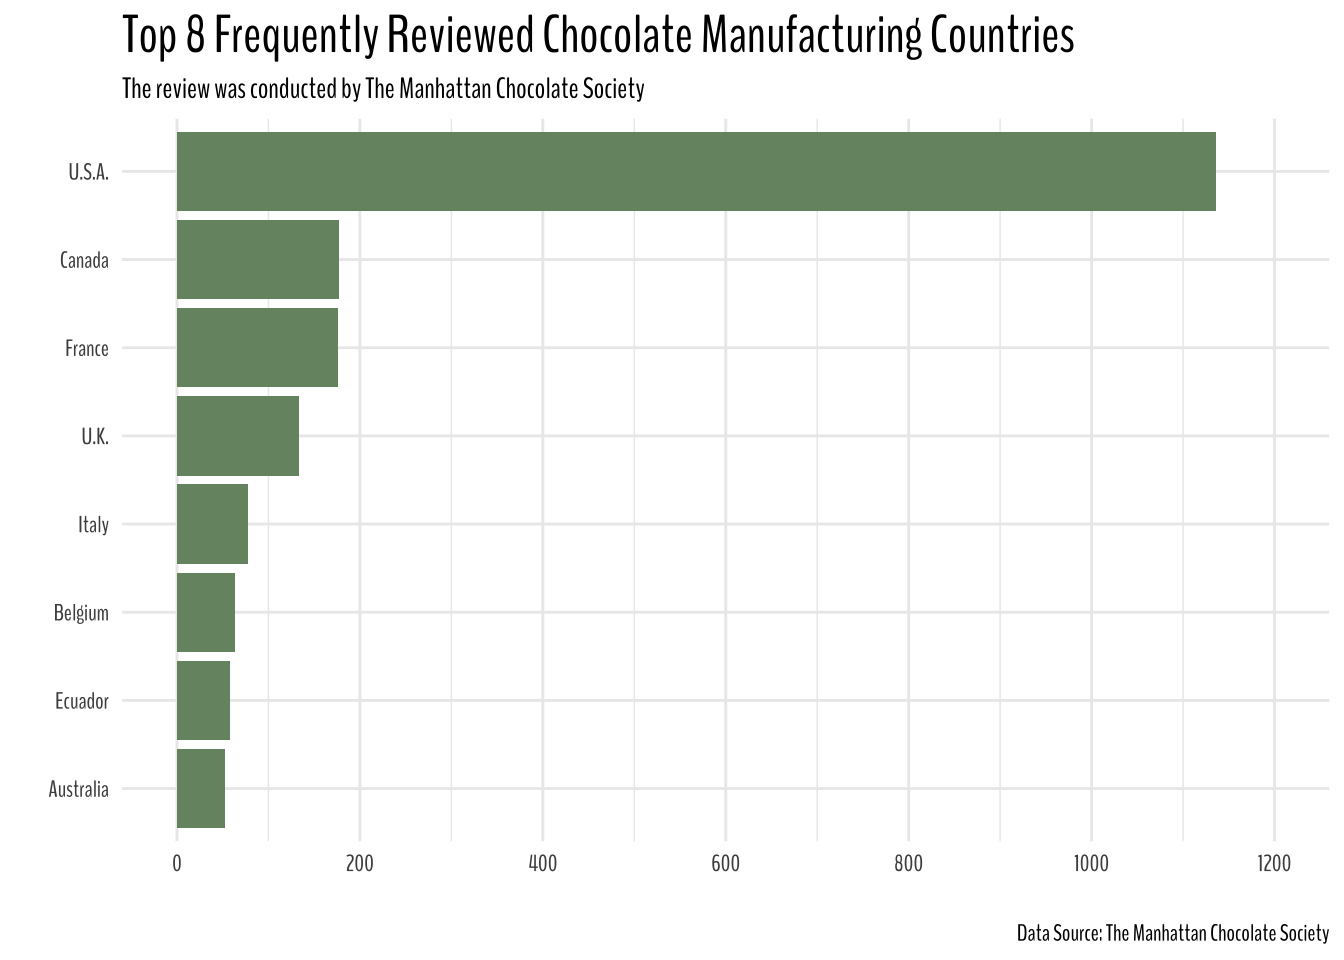 Top 8 Frequently Reviewed Chocolate Manufacturing Countries
The review was conducted by The Manhattan Chocolate Society
U.S.A.
Canada
France
U.K.
Italy
Belgium
Ecuador
Australia
0 200 400 600 800 1000 1200
Data Source: The Manhattan Chocolate Society